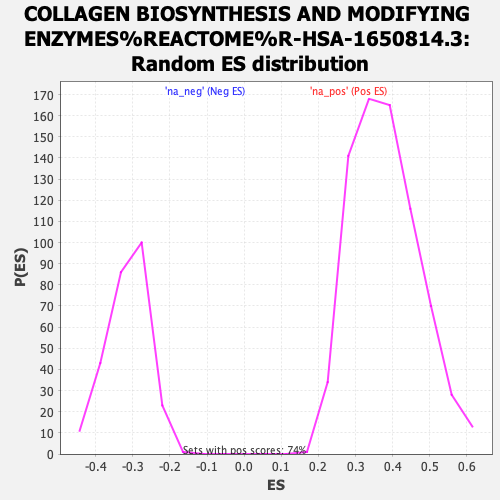 COLLAGEN BIOSYNTHESIS AND MODIFYING
ENZYMES%REACTOME%R-HSA-1650814.3:
Random ES distribution
'na_neg' (Neg ES) 'na_pos' (Pos ES)
170
160
150
140
130
120
110
100
90
80
70
60
50
40
30
20
10
0
P(ES)
Sets with pos scores: 74%
-0.4 -0.3 -0.2 -0.1 0.0 0.1 0.2 0.3 0.4 0.5 0.6
ES